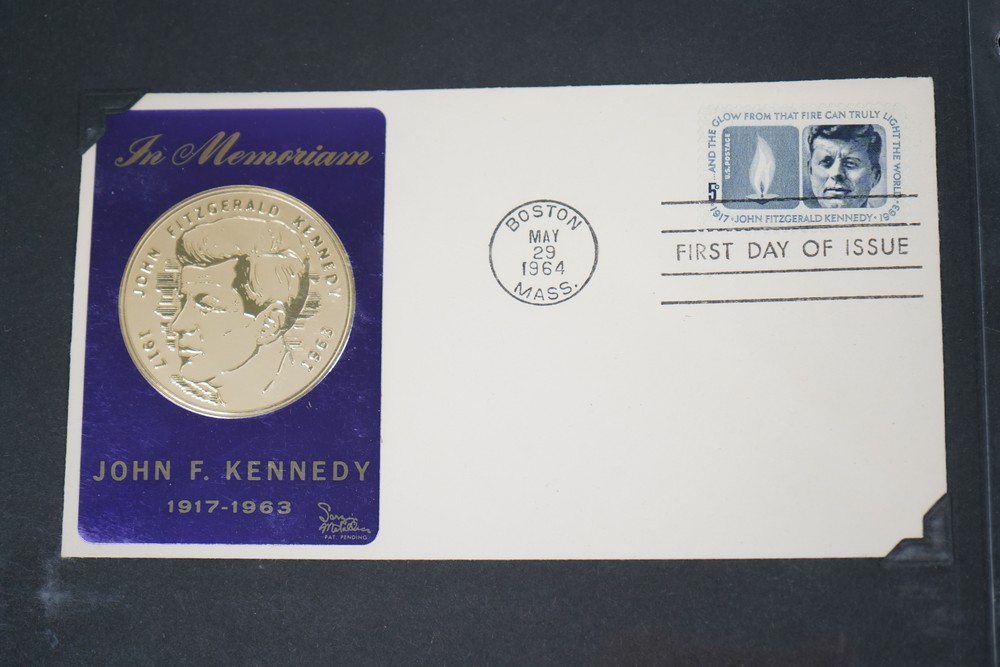 In Memoriam
JOHN FITZGERALD KENNEDY
1917 1963
JOHN F. KENNEDY
1917-1963
PAT. PENDING
BOSTON
MAY
29
1964
MASS.
...AND THE GLOW FROM THAT FIRE CAN TRULY LIGHT THE WORLD
U.S. POSTAGE
5¢
1917 · JOHN FITZGERALD KENNEDY · 1963
FIRST DAY OF ISSUE